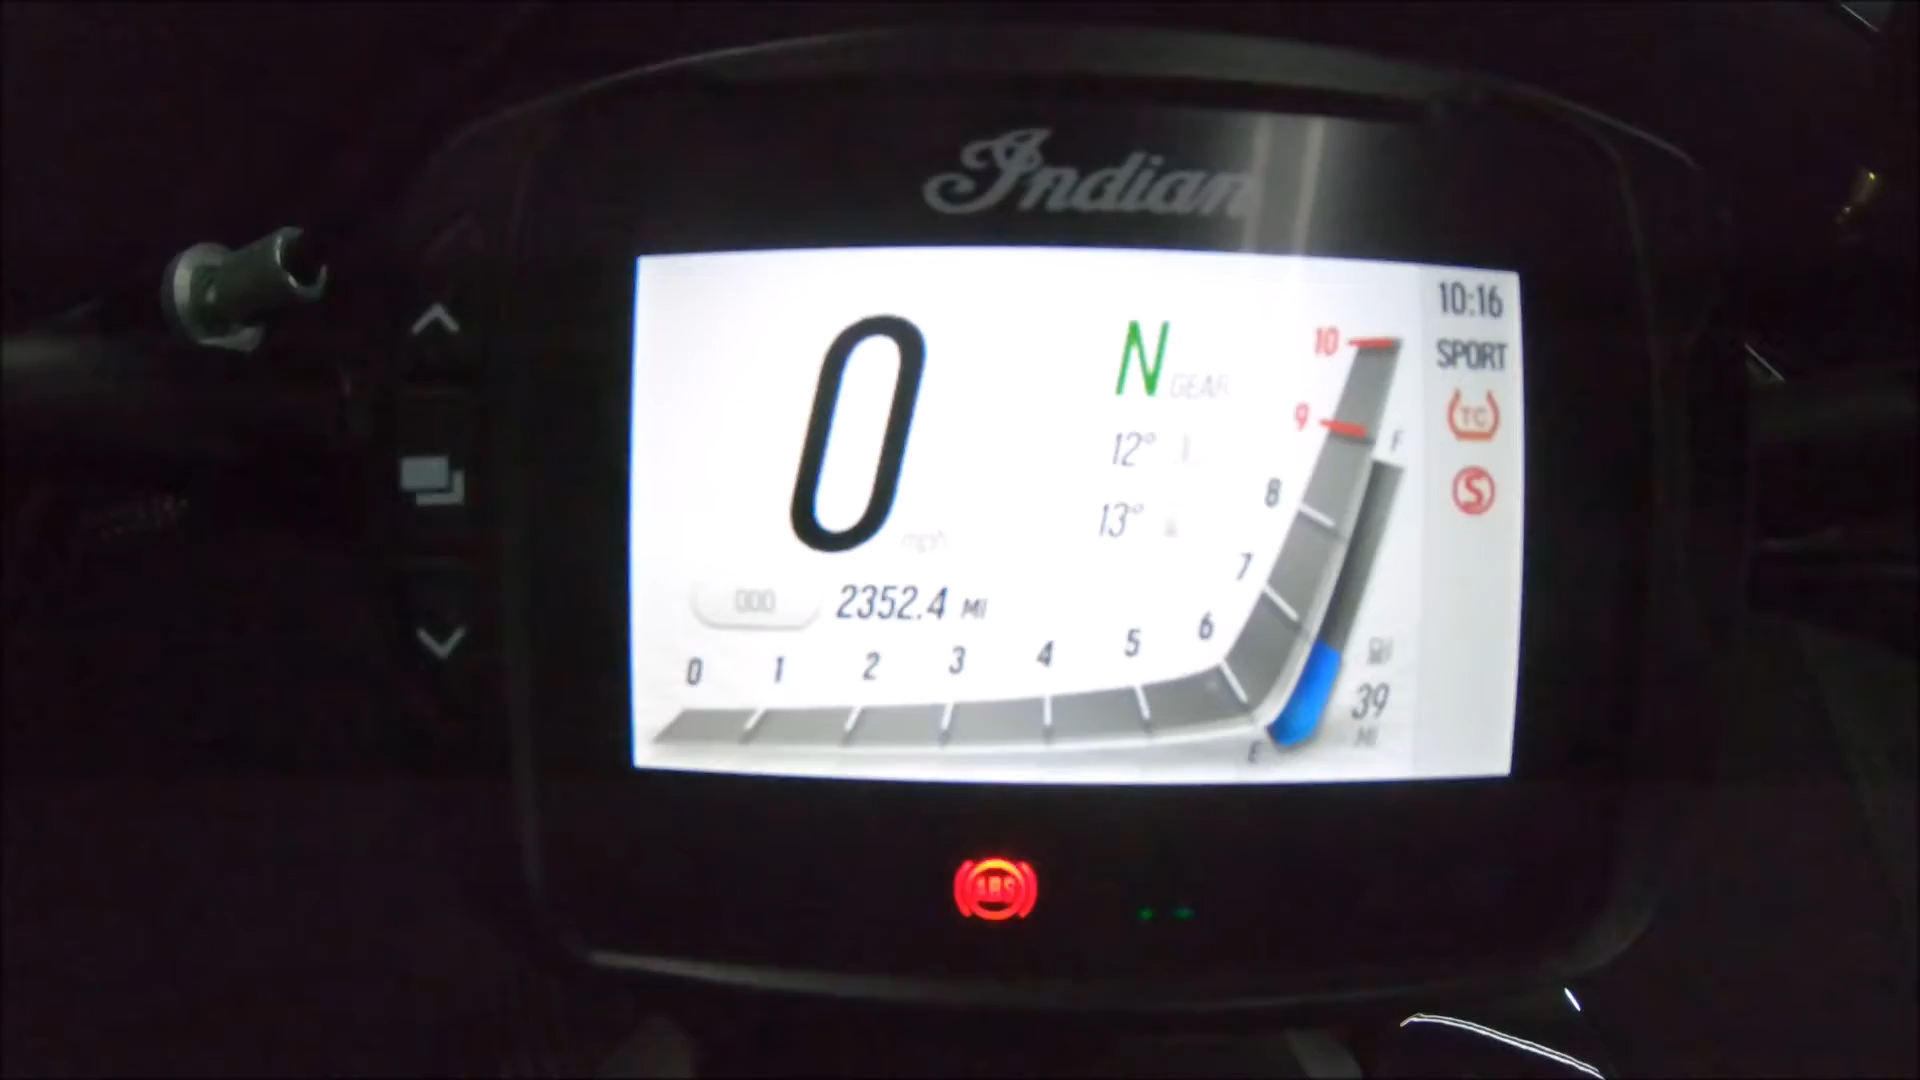 Indian
10:16
SPORT
TC
S
0
mph
N GEAR
12°
13°
ODO 2352.4 MI
0 1 2 3 4 5 6 7 8 9 10
F
E
39
MI
ABS